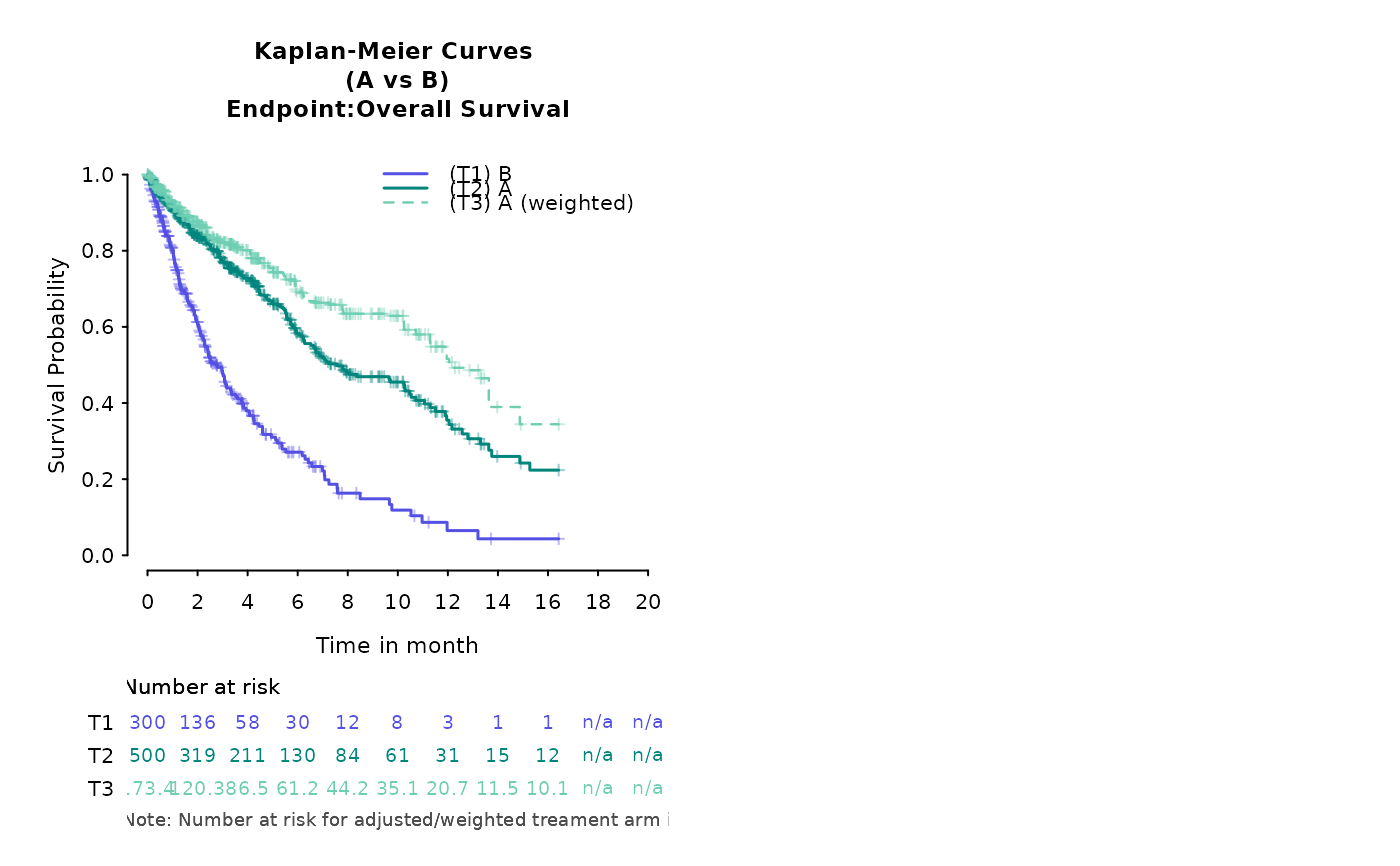 Kaplan-Meier Curves
(A vs B)
Endpoint:Overall Survival
(T1) B
(T2) A
(T3) A (weighted)
Survival Probability
1.0
0.8
0.6
0.4
0.2
0.0
0 2 4 6 8 10 12 14 16 18 20
Time in month
Number at risk
T1 300 136 58 30 12 8 3 1 1 n/a n/a
T2 500 319 211 130 84 61 31 15 12 n/a n/a
T3 .73.4 120.3 86.5 61.2 44.2 35.1 20.7 11.5 10.1 n/a n/a
Note: Number at risk for adjusted/weighted treament arm i